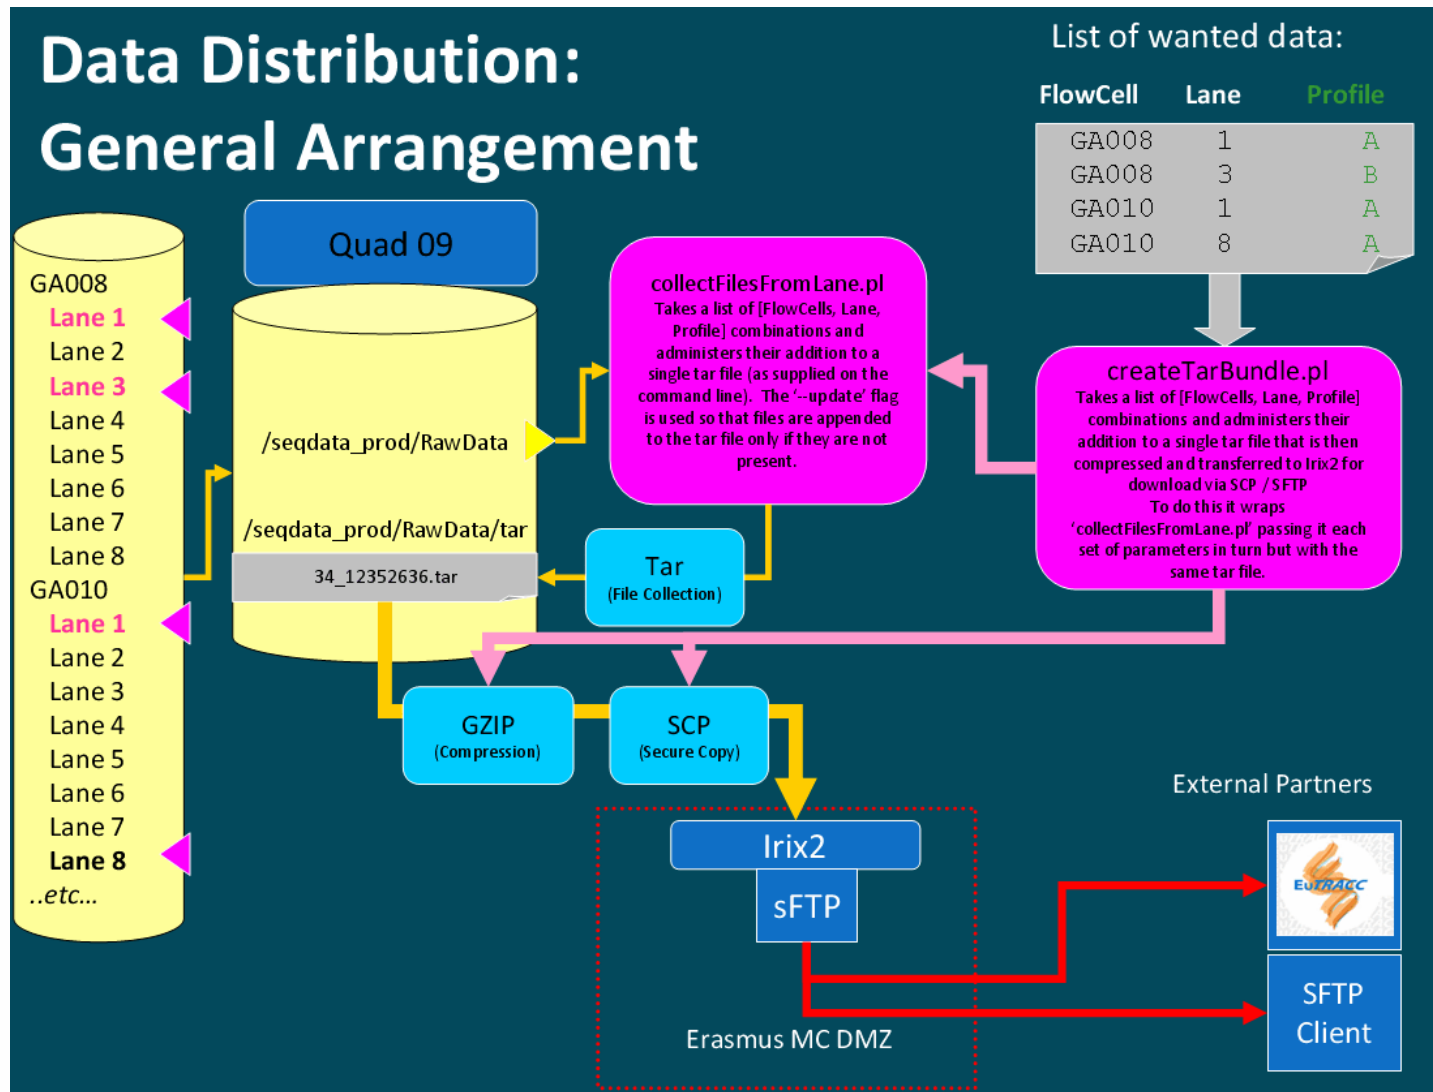 Data Distribution:
General Arrangement
List of wanted data:
FlowCell Lane Profile
GA008 1 A
GA008 3 B
GA010 1 A
GA010 8 A
GA008
Lane 1
Lane 2
Lane 3
Lane 4
Lane 5
Lane 6
Lane 7
Lane 8
GA010
Lane 1
Lane 2
Lane 3
Lane 4
Lane 5
Lane 6
Lane 7
Lane 8
..etc...
Quad 09
/seqdata_prod/RawData
/seqdata_prod/RawData/tar
34_12352636.tar
collectFilesFromLane.pl
Takes a list of [FlowCells, Lane,
Profile] combinations and
administers their addition to a
single tar file (as supplied on the
command line). The ‘--update’ flag
is used so that files are appended
to the tar file only if they are not
present.
createTarBundle.pl
Takes a list of [FlowCells, Lane, Profile]
combinations and administers their
addition to a single tar file that is then
compressed and transferred to Irix2 for
download via SCP / SFTP
To do this it wraps
‘collectFilesFromLane.pl’ passing it each
set of parameters in turn but with the
same tar file.
Tar
(File Collection)
GZIP
(Compression)
SCP
(Secure Copy)
Irix2
sFTP
Erasmus MC DMZ
External Partners
EuTRACC
SFTP
Client